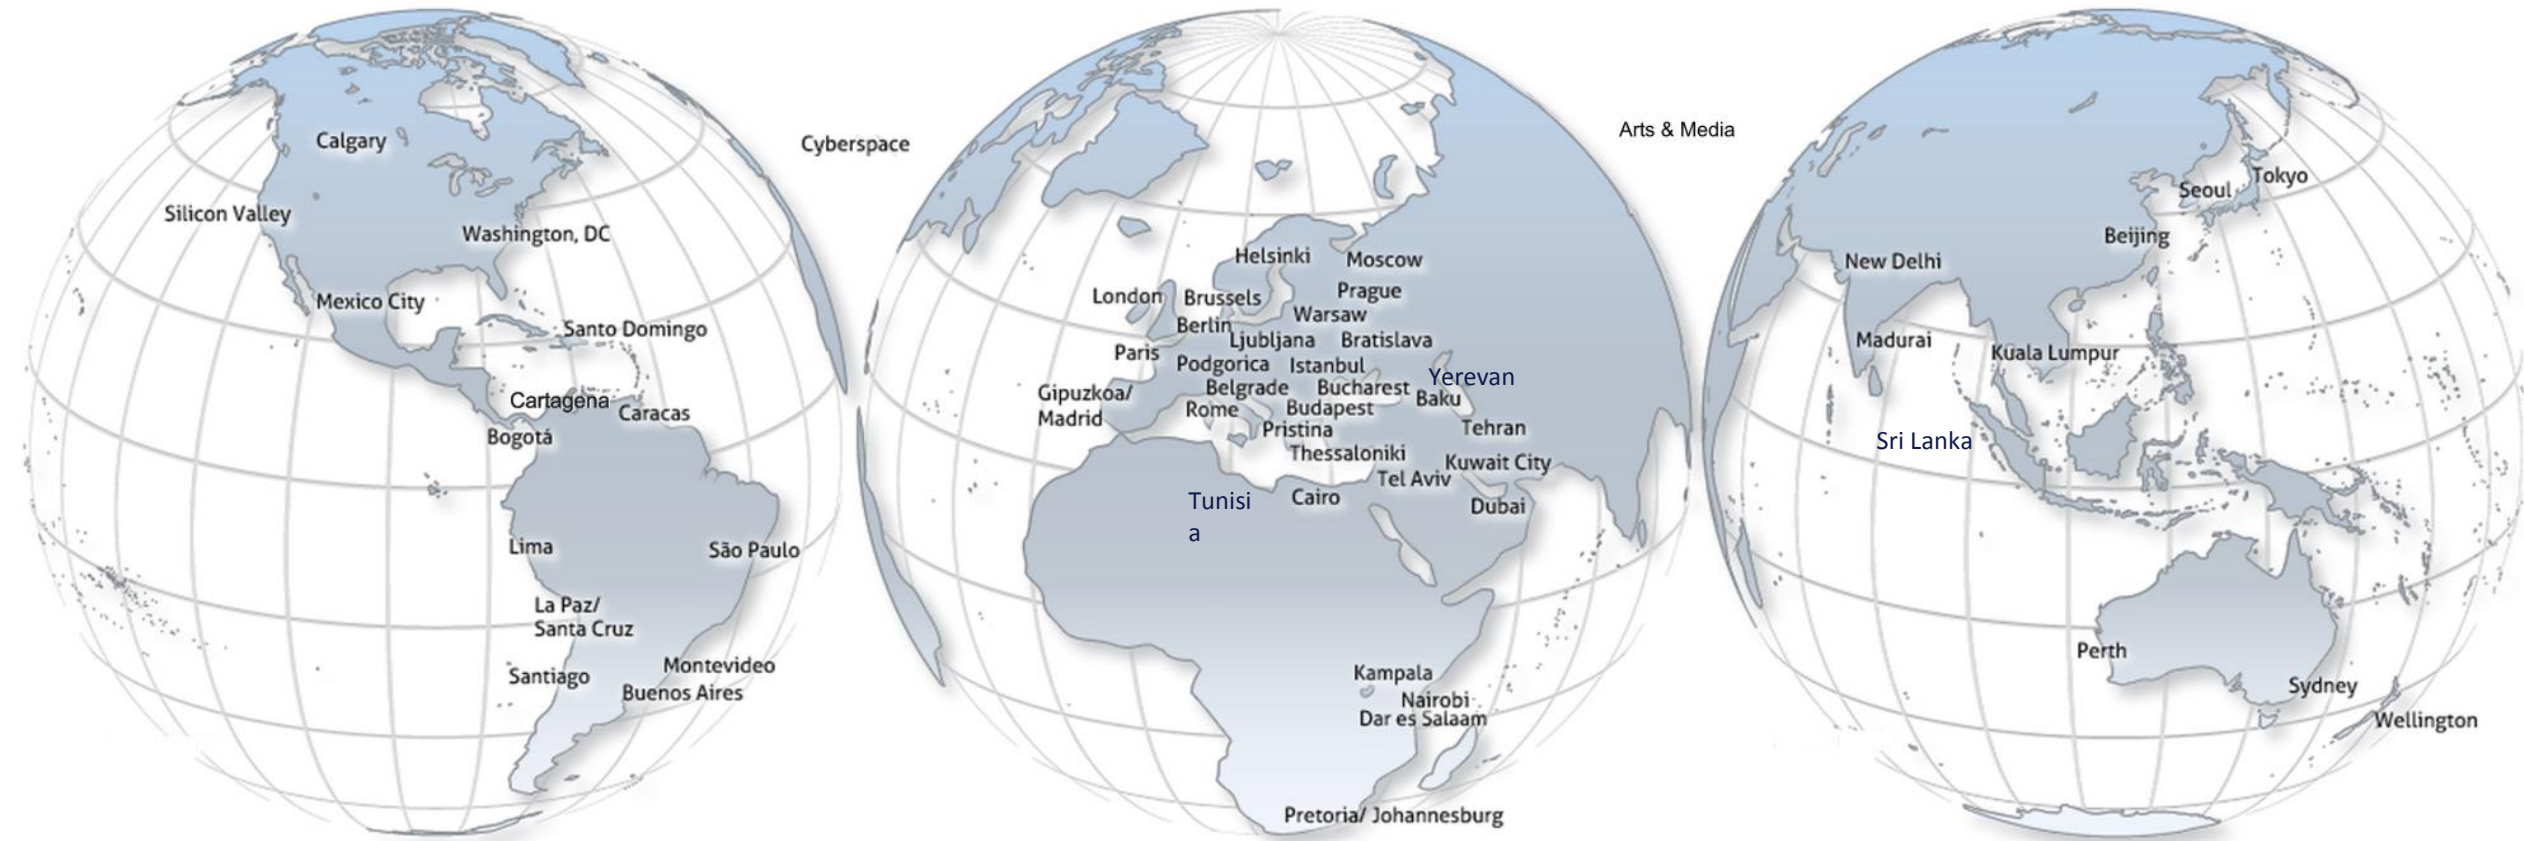 Calgary
Silicon Valley
Washington, DC
Mexico City
Santo Domingo
Cartagena
Caracas
Bogotá
Lima
São Paulo
La Paz/
Santa Cruz
Santiago
Montevideo
Buenos Aires
Cyberspace
Helsinki
Moscow
London
Brussels
Prague
Berlin
Warsaw
Ljubljana
Bratislava
Paris
Podgorica
Istanbul
Yerevan
Gipuzkoa/
Madrid
Belgrade
Bucharest
Baku
Rome
Budapest
Pristina
Tehran
Thessaloniki
Kuwait City
Tel Aviv
Tunisi
a
Cairo
Dubai
Kampala
Nairobi
Dar es Salaam
Pretoria/ Johannesburg
Arts & Media
Tokyo
Seoul
Beijing
New Delhi
Madurai
Kuala Lumpur
Sri Lanka
Perth
Sydney
Wellington